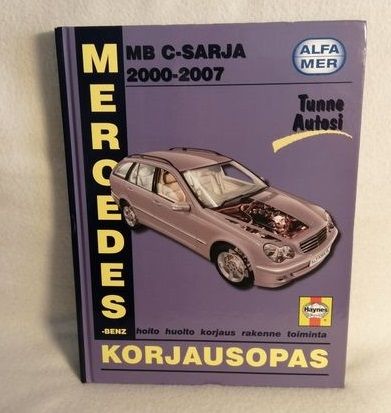 MERCEDES
-BENZ
MB C-SARJA
2000-2007
ALFA
MER
Tunne
Autosi
Haynes
hoito huolto korjaus rakenne toiminta
KORJAUSOPAS